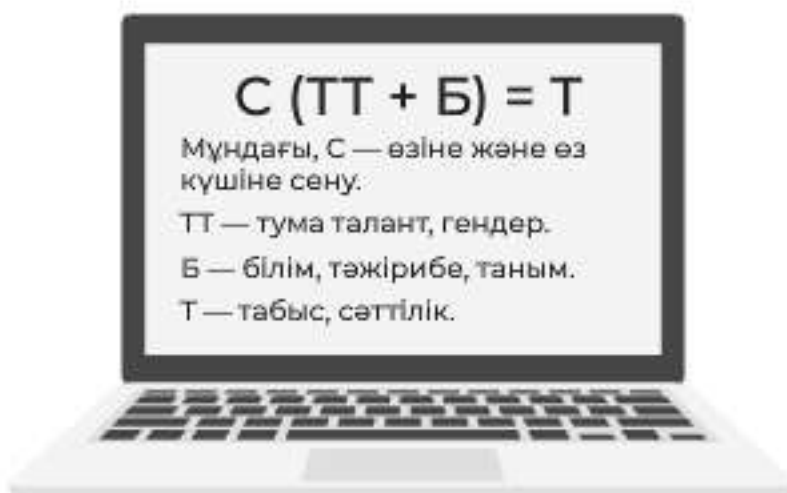 С (ТТ + Б) = Т
Мұндағы, С — өзіне және өз
күшіне сену.
ТТ — тума талант, гендер.
Б — білім, тәжірибе, таным.
Т — табыс, сәттілік.